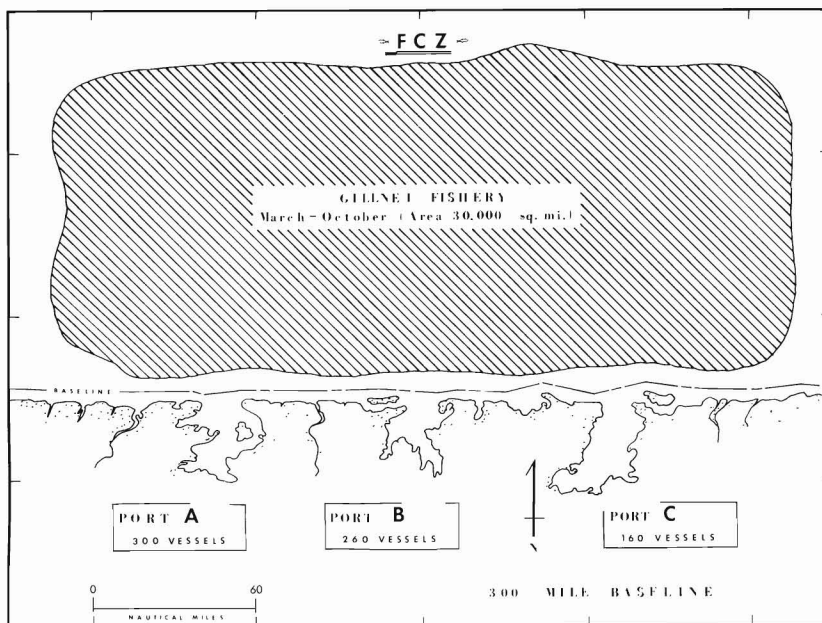 FCZ
GILLNET FISHERY
March-October (Area 30,000 sq. mi.)
BASELINE
PORT A
300 VESSELS
PORT B
260 VESSELS
PORT C
160 VESSELS
0 60
NAUTICAL MILES
300 MILE BASELINE